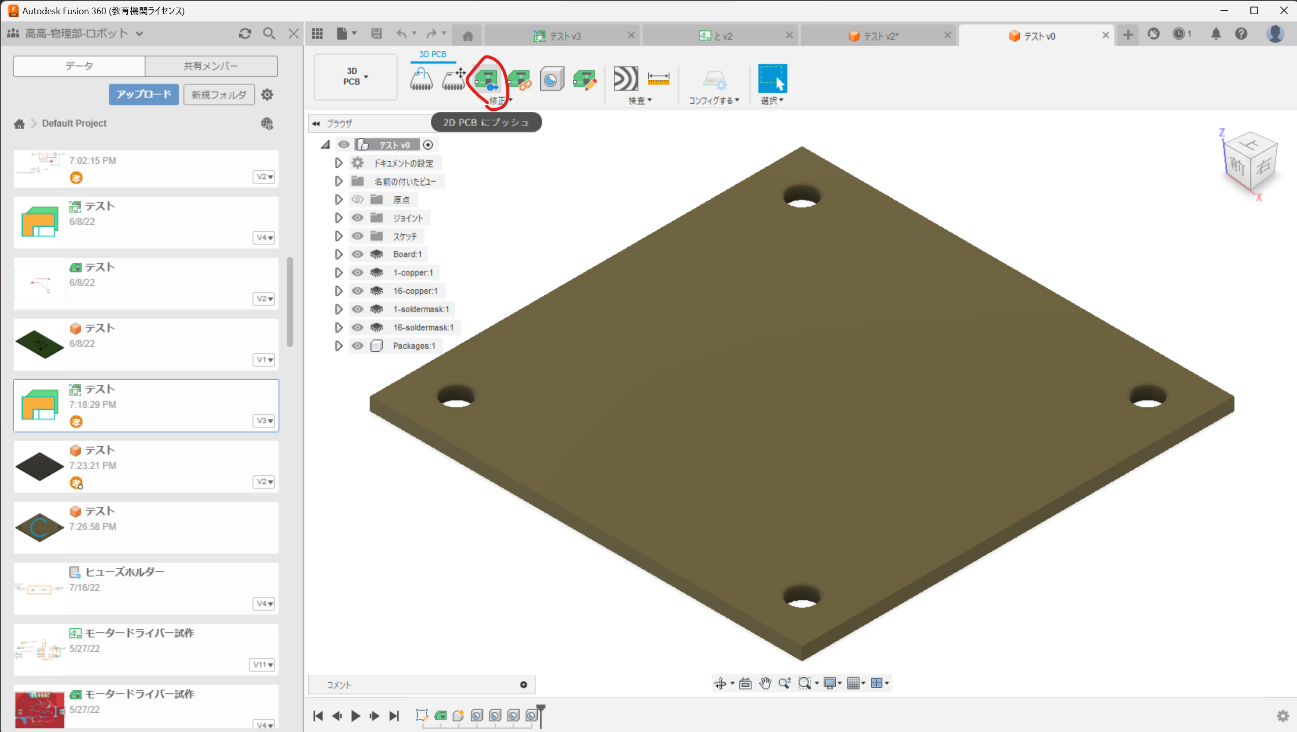 Autodesk Fusion 360 (教育機関ライセンス)
高高-物理部-ロボット
テスト v3
とv2
テスト v2*
テスト v0
1
データ
共有メンバー
アップロード
新規フォルダ
Default Project
7:02:15 PM
V2
テスト
6/8/22
V4
テスト
6/8/22
V2
テスト
6/8/22
V1
テスト
7:18:29 PM
V3
テスト
7:23:21 PM
V2
テスト
7:26:58 PM
ヒューズホルダー
7/16/22
V4
モータードライバー試作
5/27/22
V11
モータードライバー試作
5/27/22
V4
3D PCB
3D
PCB
修正
検査
コンフィグする
選択
2D PCB にプッシュ
ブラウザ
テスト v0
ドキュメントの設定
名前の付いたビュー
原点
ジョイント
スケッチ
Board:1
1-copper:1
16-copper:1
1-soldermask:1
16-soldermask:1
Packages:1
Z
上
前
右
X
コメント